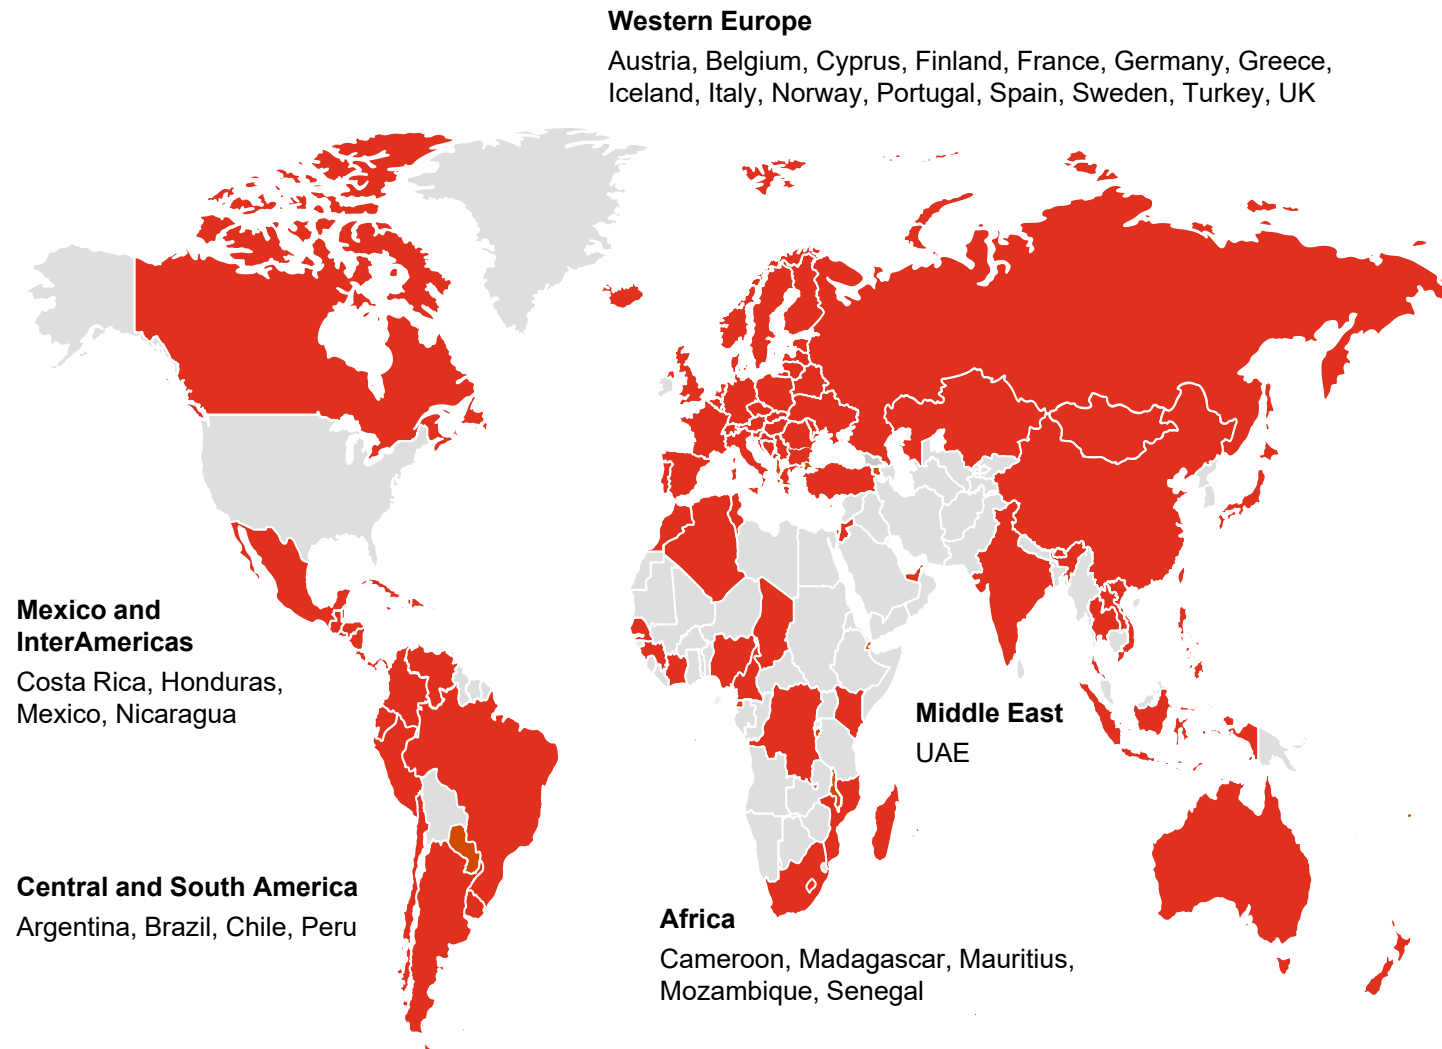 Western Europe
Austria, Belgium, Cyprus, Finland, France, Germany, Greece,
Iceland, Italy, Norway, Portugal, Spain, Sweden, Turkey, UK
Mexico and
InterAmericas
Costa Rica, Honduras,
Mexico, Nicaragua
Middle East
UAE
Central and South America
Argentina, Brazil, Chile, Peru
Africa
Cameroon, Madagascar, Mauritius,
Mozambique, Senegal